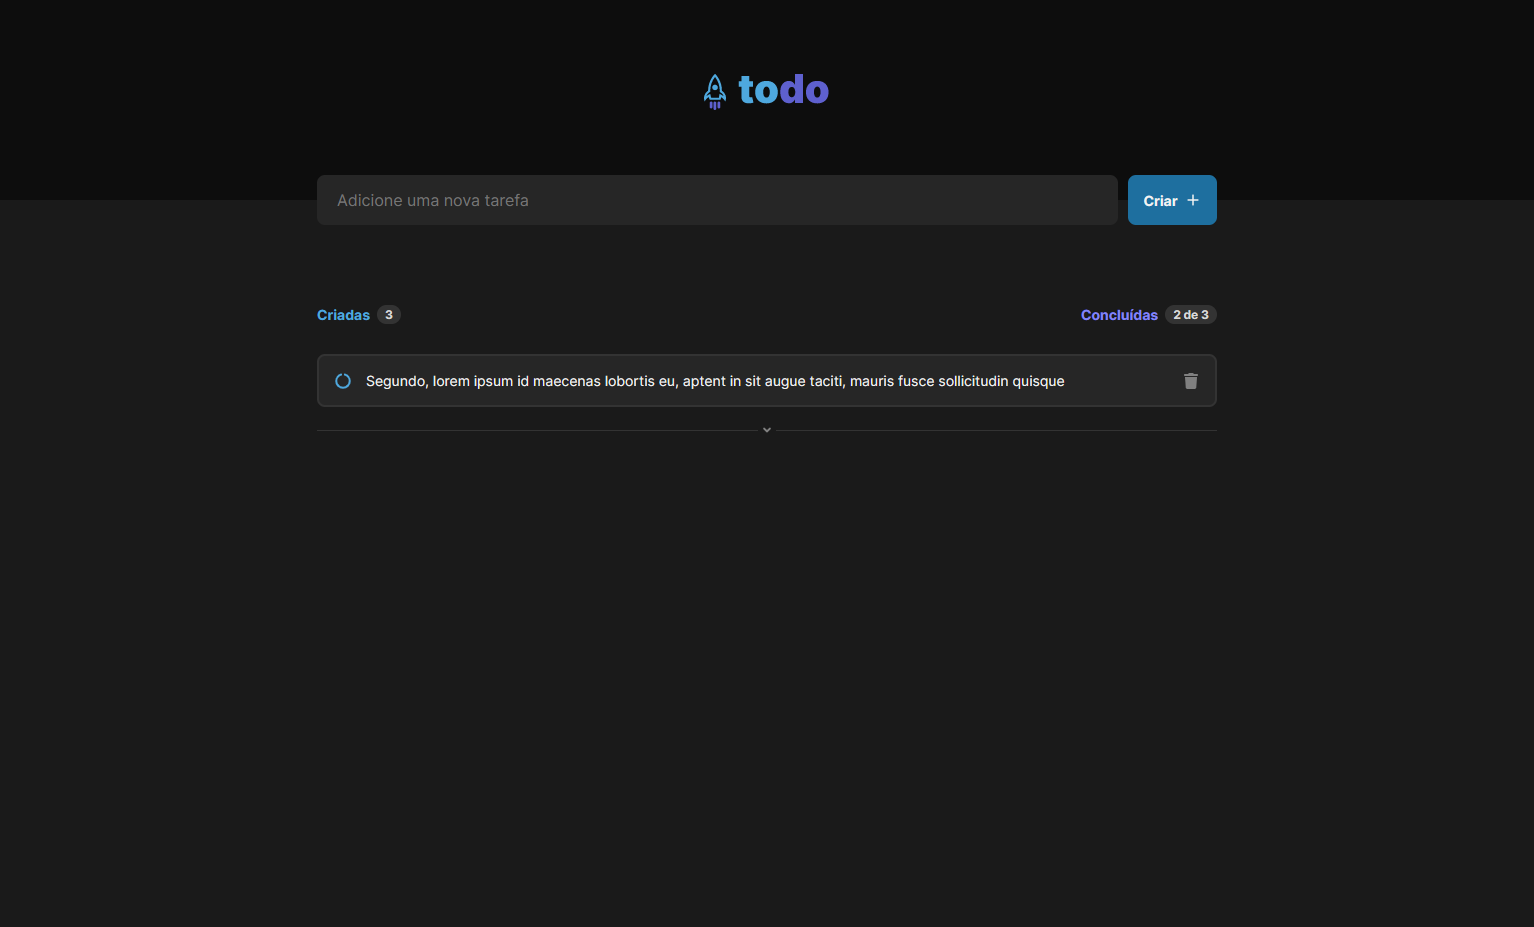 todo
Adicione uma nova tarefa
Criar +
Criadas 3
Concluídas 2 de 3
Segundo, lorem ipsum id maecenas lobortis eu, aptent in sit augue taciti, mauris fusce sollicitudin quisque